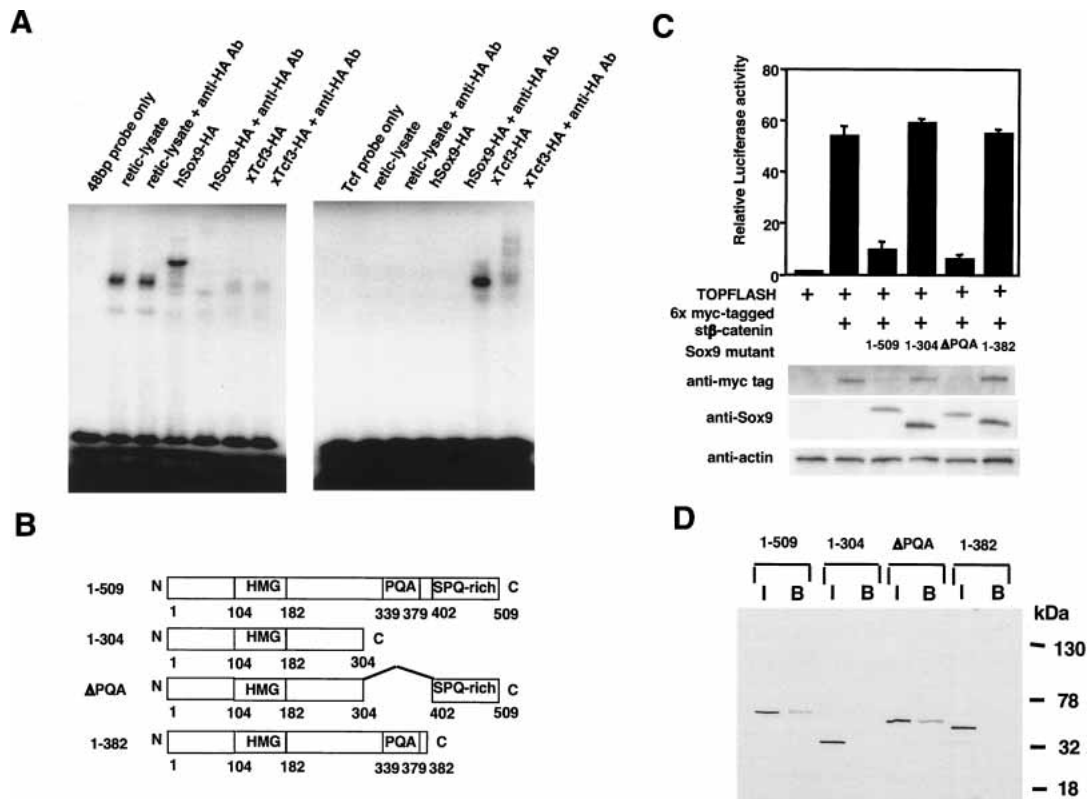 A
48bp probe only
retic-lysate
retic-lysate + anti-HA Ab
hSox9-HA
hSox9-HA + anti-HA Ab
xTcf3-HA
xTcf3-HA + anti-HA Ab
Tcf probe only
retic-lysate
retic-lysate + anti-HA Ab
hSox9-HA
hSox9-HA + anti-HA Ab
xTcf3-HA
xTcf3-HA + anti-HA Ab
B
1-509 N HMG PQA SPQ-rich C
1 104 182 339 379 402 509
1-304 N HMG C
1 104 182 304
ΔPQA N HMG SPQ-rich C
1 104 182 304 402 509
1-382 N HMG PQA C
1 104 182 339 379 382
C
Relative Luciferase activity
80
60
40
20
0
TOPFLASH + + + + + +
6x myc-tagged
stβ-catenin + + + + +
Sox9 mutant 1-509 1-304 ΔPQA 1-382
anti-myc tag
anti-Sox9
anti-actin
D
1-509 1-304 ΔPQA 1-382
I B I B I B I B
kDa
130
78
32
18